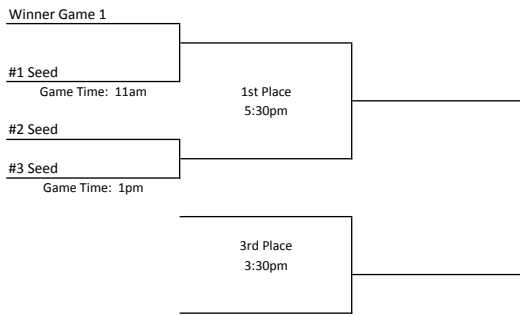 Winner Game 1
#1 Seed
Game Time: 11am
1st Place
5:30pm
#2 Seed
#3 Seed
Game Time: 1pm
3rd Place
3:30pm